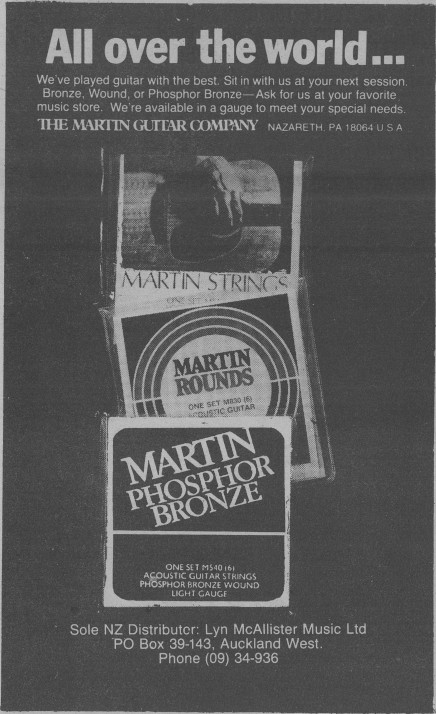 All over the world...
We've played guitar with the best. Sit in with us at your next session.
Bronze, Wound, or Phosphor Bronze—Ask for us at your favorite
music store. We're available in a gauge to meet your special needs.
THE MARTIN GUITAR COMPANY NAZARETH, PA 18064 U.S.A.
MARTIN STRINGS
ONE SET
MARTIN
ROUNDS
ONE SET M830 (6)
ACOUSTIC GUITAR
MARTIN
PHOSPHOR
BRONZE
ONE SET M540 (6)
ACOUSTIC GUITAR STRINGS
PHOSPHOR BRONZE WOUND
LIGHT GAUGE
Sole NZ Distributor: Lyn McAllister Music Ltd
PO Box 39-143, Auckland West.
Phone (09) 34-936